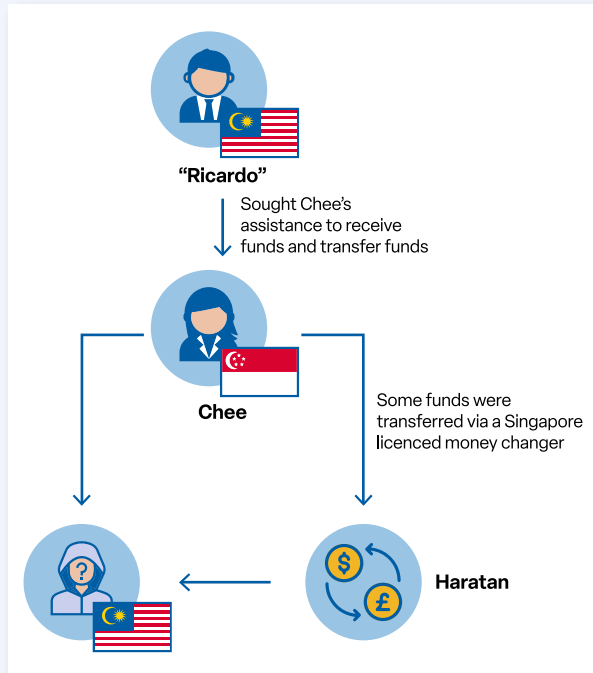 “Ricardo”
Sought Chee’s
assistance to receive
funds and transfer funds
Chee
Some funds were
transferred via a Singapore
licenced money changer
?
$
£
Haratan